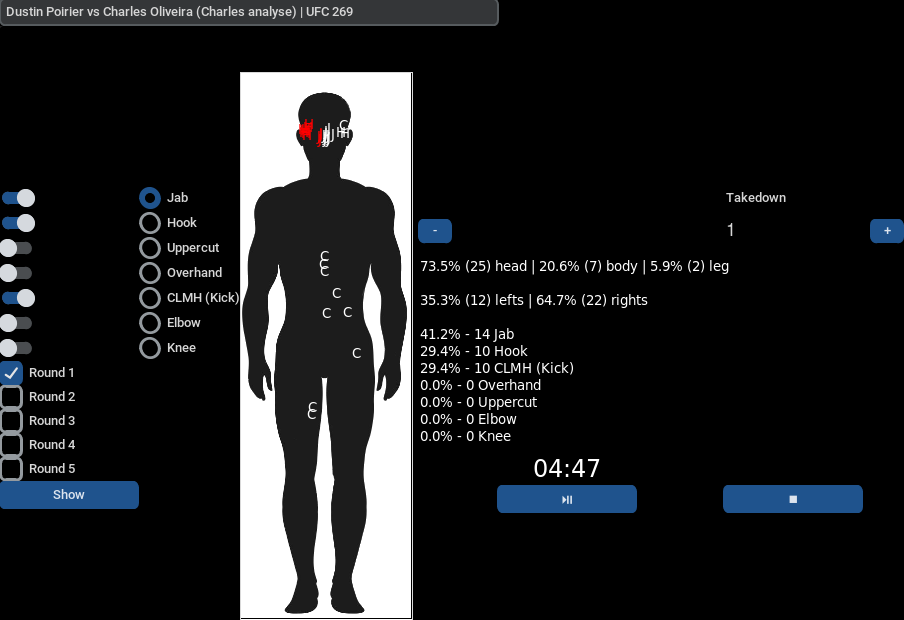 Dustin Poirier vs Charles Oliveira (Charles analyse) | UFC 269
Jab
Hook
Uppercut
Overhand
CLMH (Kick)
Elbow
Knee
Round 1
Round 2
Round 3
Round 4
Round 5
Show
C
C
C
C
C
C
C
C
C
C
Takedown
-
1
+
73.5% (25) head | 20.6% (7) body | 5.9% (2) leg
35.3% (12) lefts | 64.7% (22) rights
41.2% - 14 Jab
29.4% - 10 Hook
29.4% - 10 CLMH (Kick)
0.0% - 0 Overhand
0.0% - 0 Uppercut
0.0% - 0 Elbow
0.0% - 0 Knee
04:47